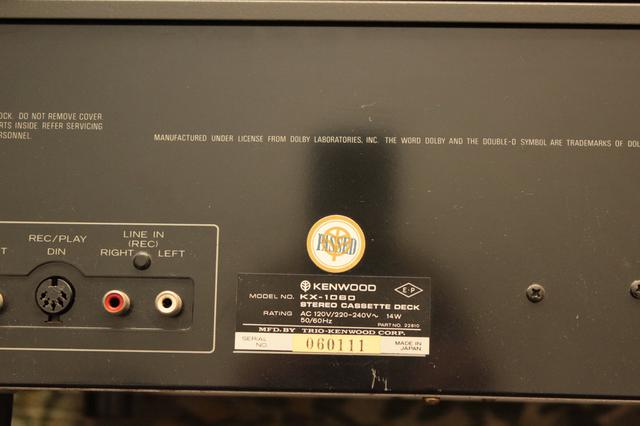 OCK. DO NOT REMOVE COVER.
RTS INSIDE. REFER SERVICING
RSONNEL.
MANUFACTURED UNDER LICENSE FROM DOLBY LABORATORIES, INC. THE WORD DOLBY AND THE DOUBLE-D SYMBOL ARE TRADEMARKS OF DOL
REC/PLAY
DIN
LINE IN
(REC)
RIGHT LEFT
T
PASSED
KENWOOD
E-P
MODEL NO. KX-1060
STEREO CASSETTE DECK
RATING AC 120V/220-240V~ 14W
50/60Hz
PART NO. 22810
MFD. BY TRIO-KENWOOD CORP.
SERIAL NO. 060111 MADE IN JAPAN